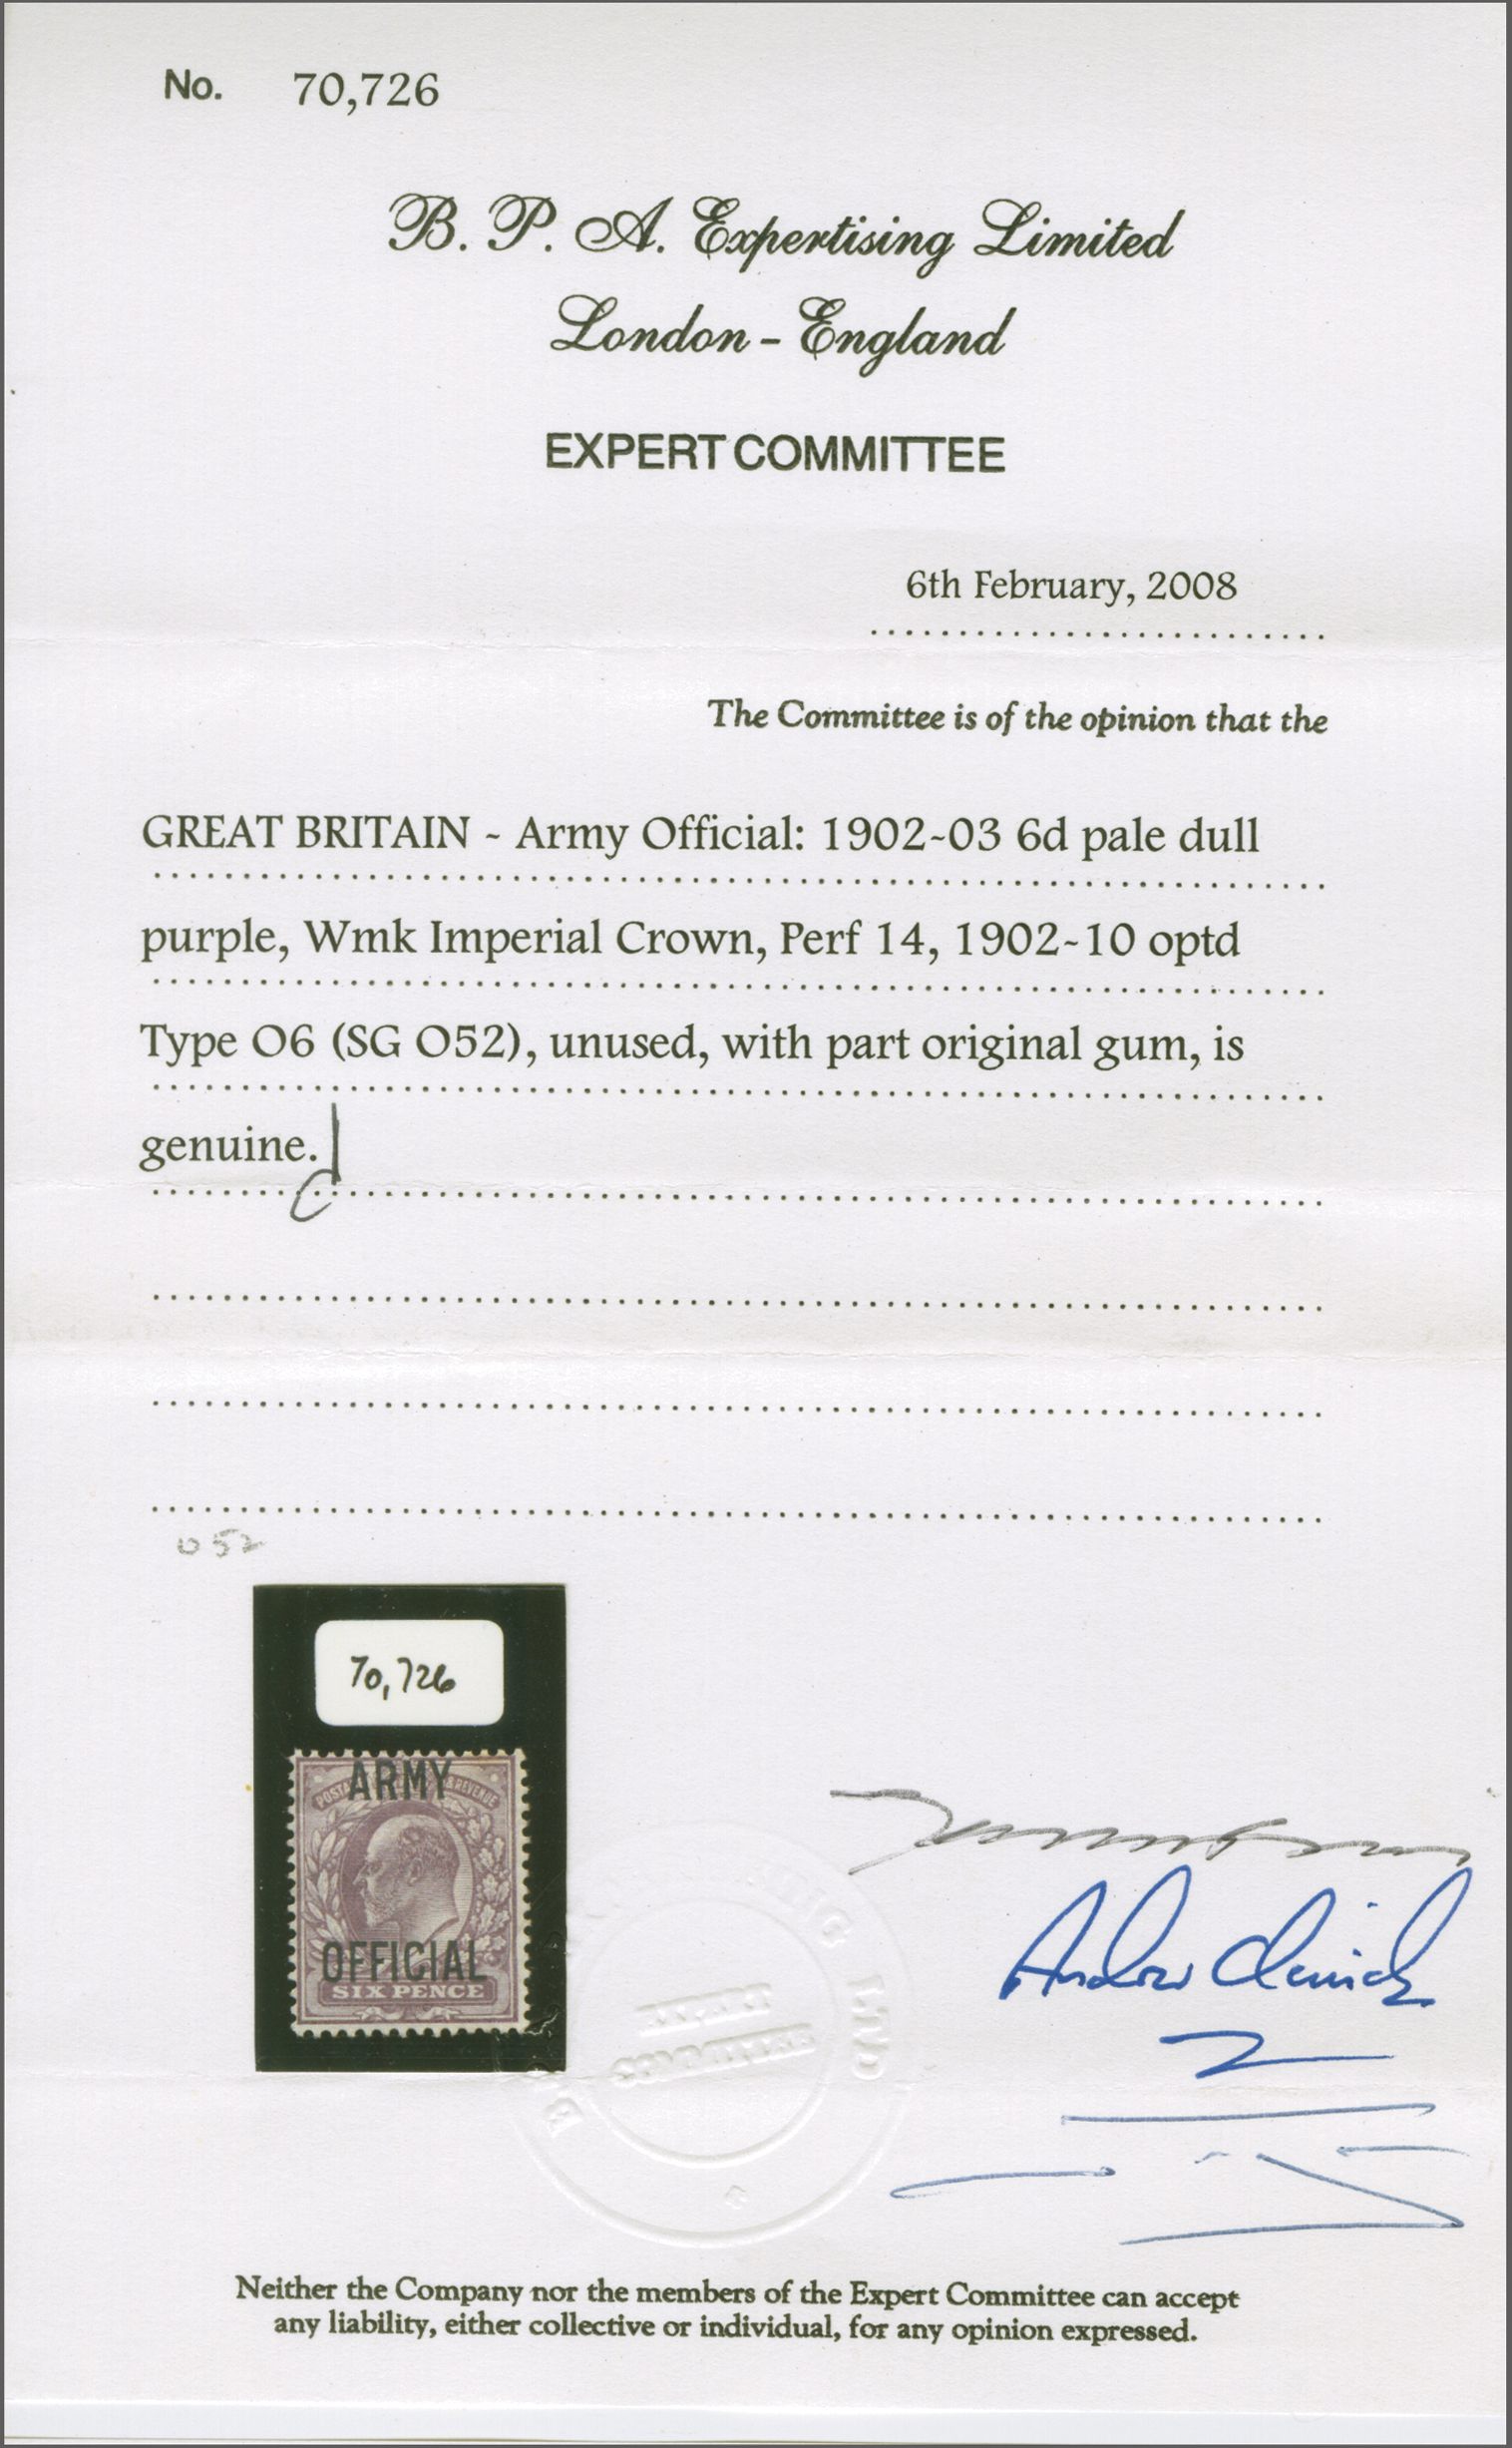 No. 70,726
B. P. A. Expertising Limited
London - England
EXPERT COMMITTEE
6th February, 2008
The Committee is of the opinion that the
GREAT BRITAIN - Army Official: 1902-03 6d pale dull
purple, Wmk Imperial Crown, Perf 14, 1902-10 optd
Type O6 (SG O52), unused, with part original gum, is
genuine.
O52
70,726
ARMY
POSTAGE & REVENUE
OFFICIAL
SIX PENCE
LTD
Neither the Company nor the members of the Expert Committee can accept
any liability, either collective or individual, for any opinion expressed.